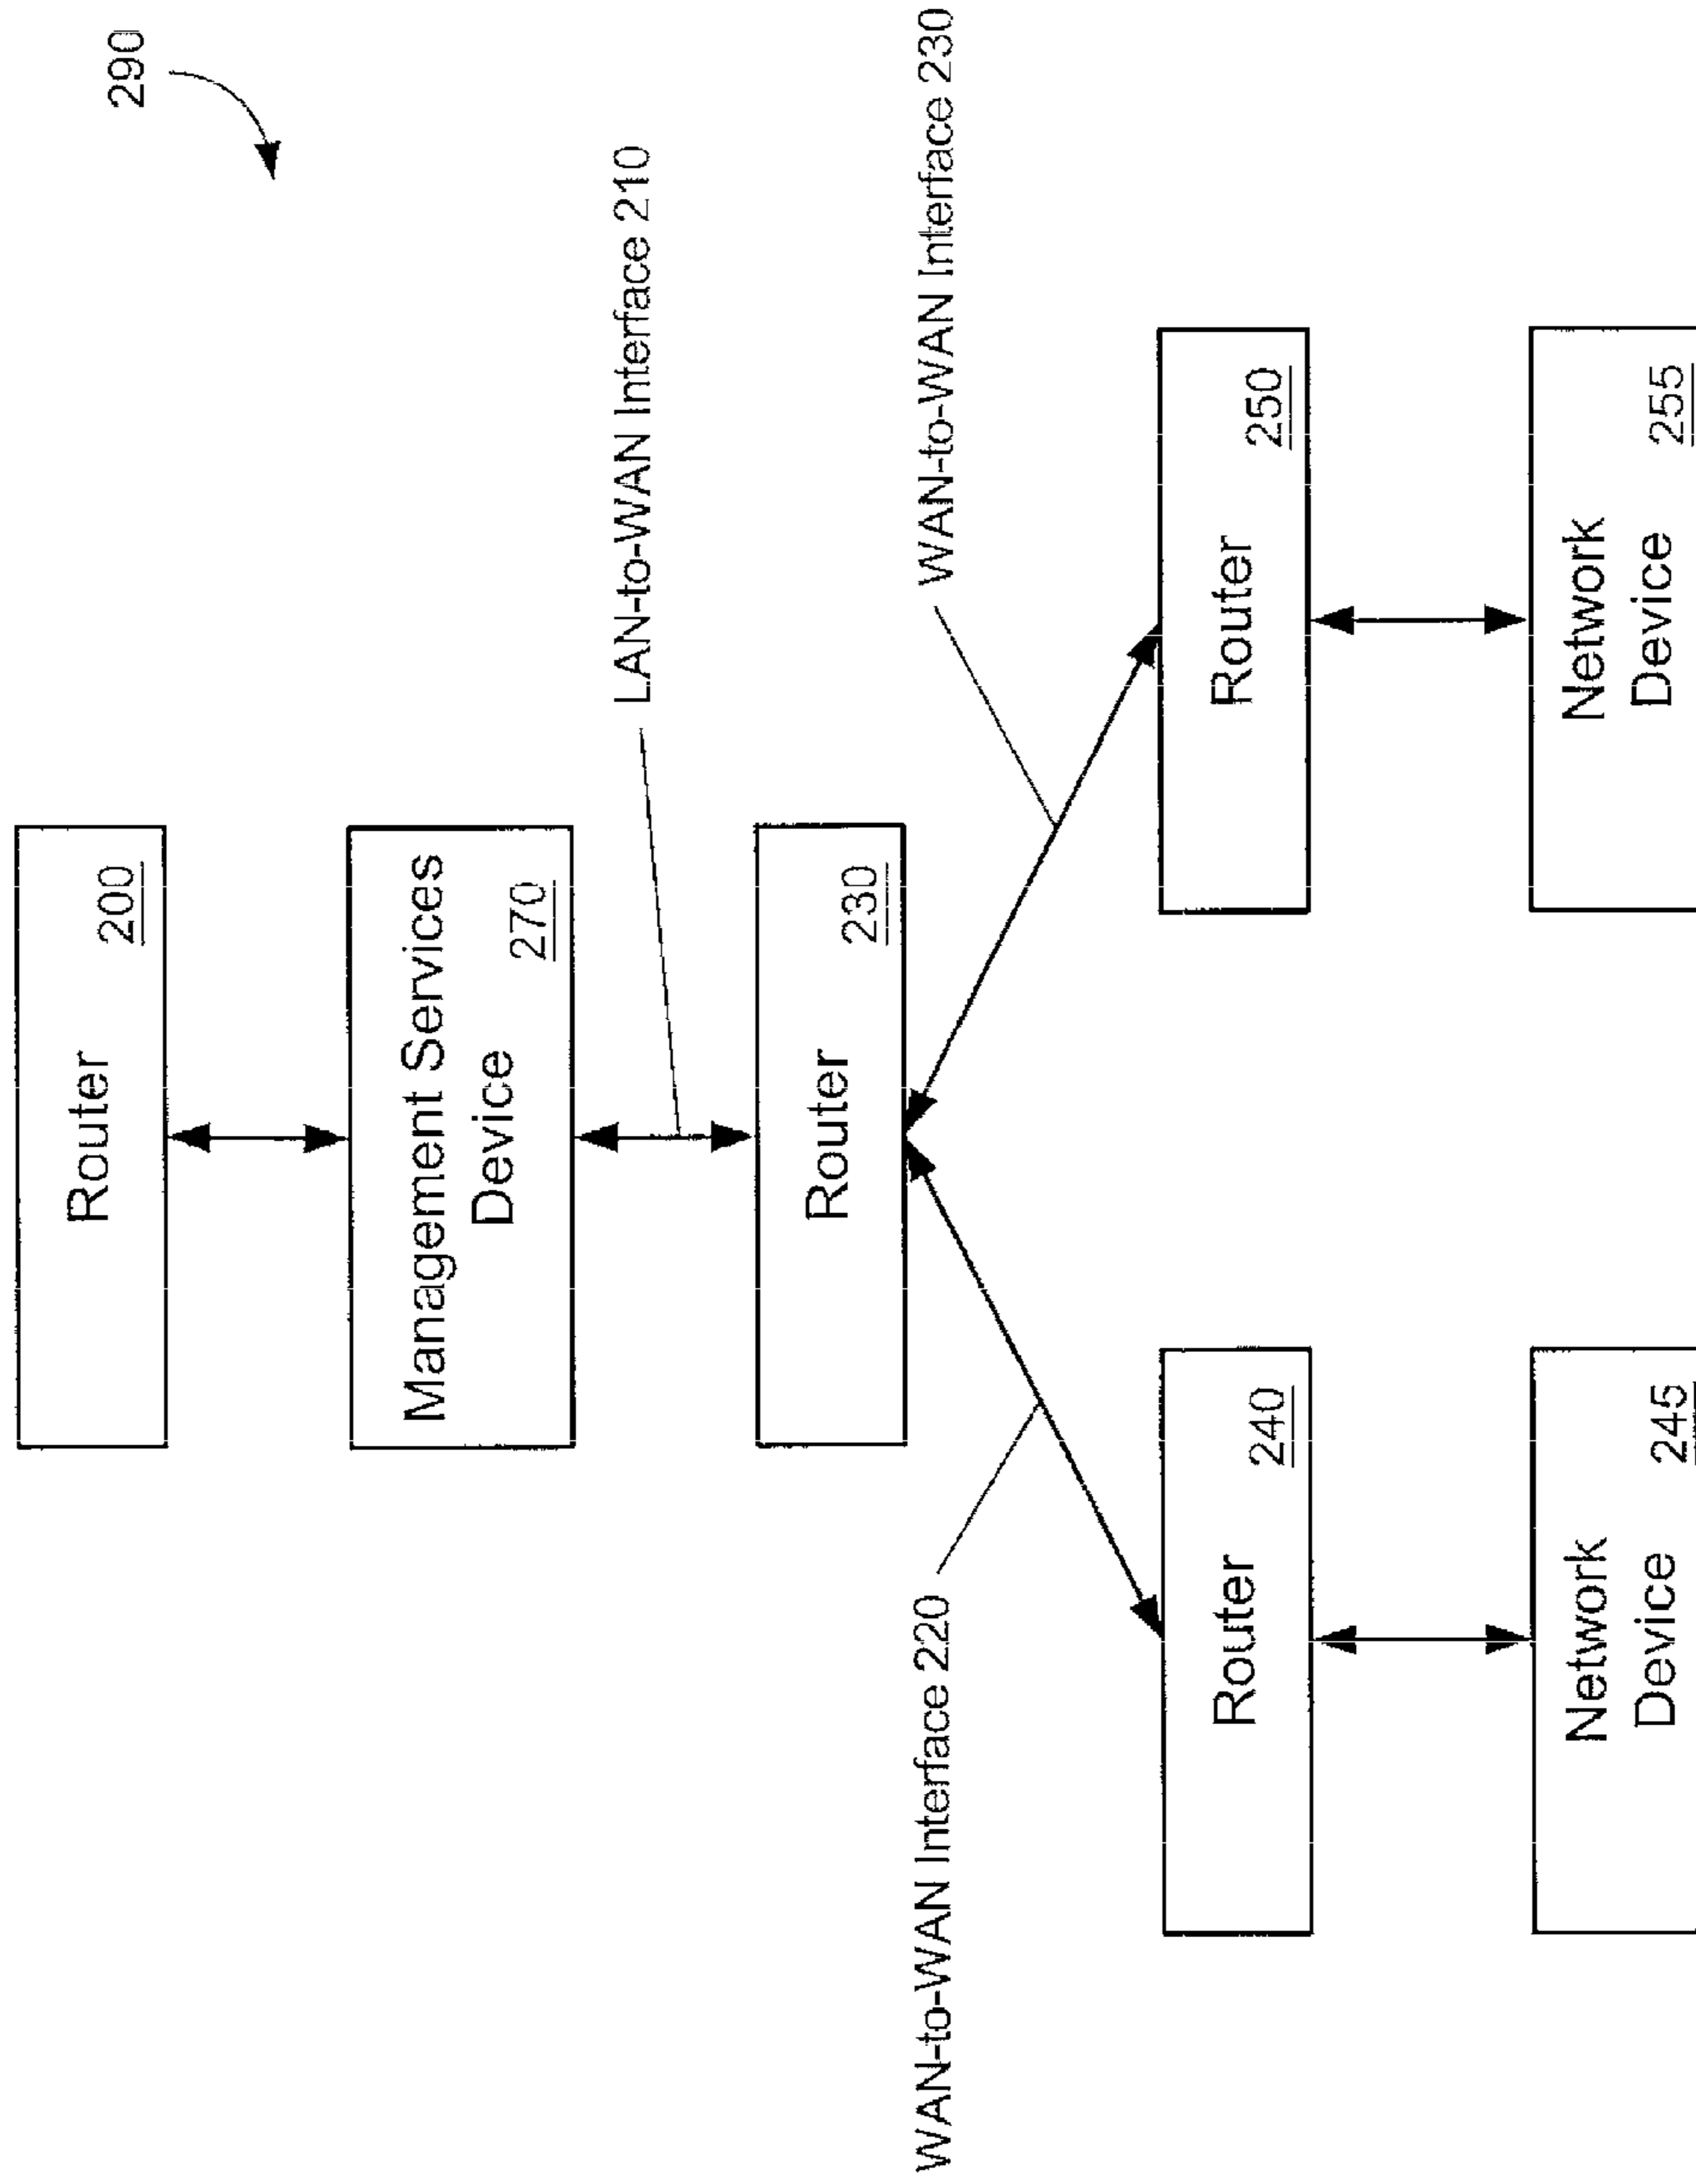 290
Router
200
Management Services
Device
270
LAN-to-WAN Interface 210
Router
230
WAN-to-WAN Interface 220
WAN-to-WAN Interface 230
Router
240
Router
250
Network
Device
245
Network
Device
255